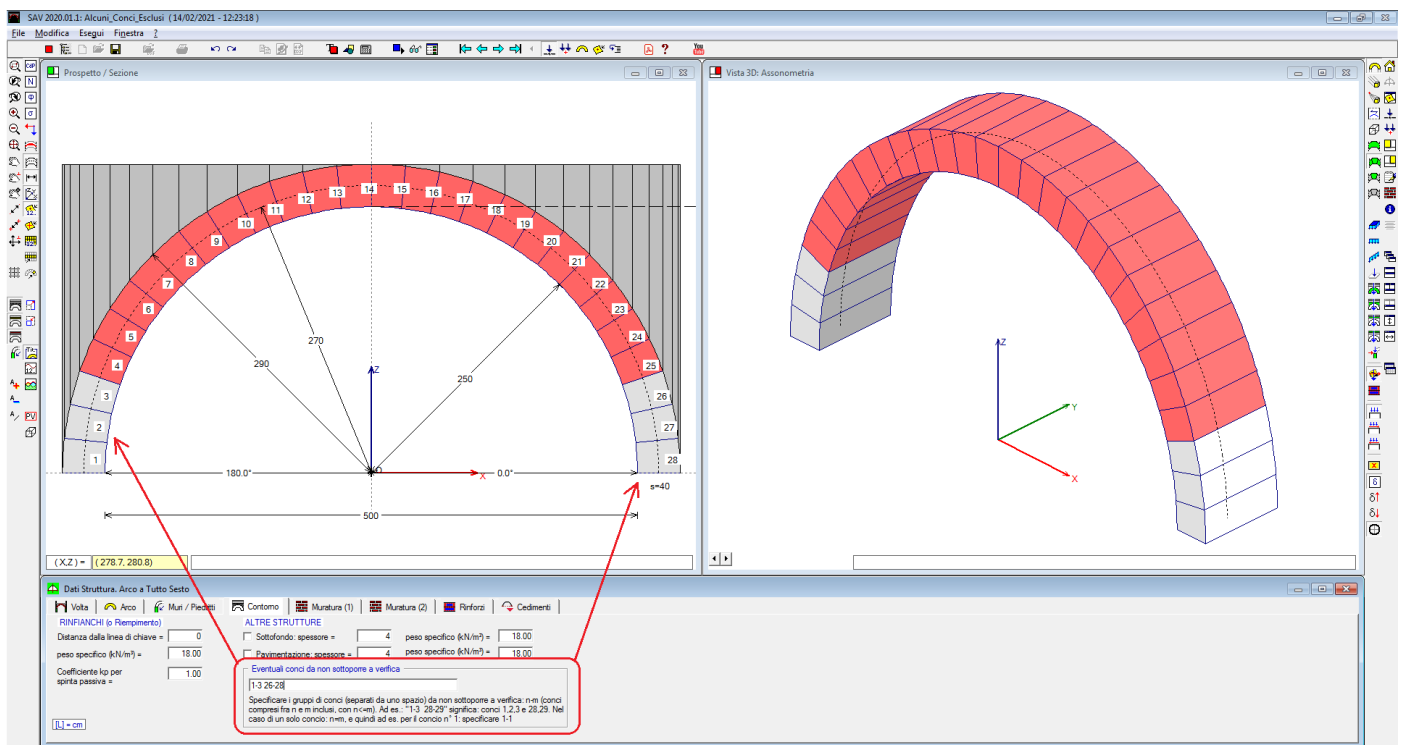 SAV 2020.01.1: Alcuni_Conci_Esclusi ( 14/02/2021 - 12:23:18 )
File Modifica Esegui Finestra ?
Prospetto / Sezione
Vista 3D: Assonometria
1
2
3
4
5
6
7
8
9
10
11
12
13
14
15
16
17
18
19
20
21
22
23
24
25
26
27
28
290
270
250
Z
X
O
180.0°
0.0°
s=40
500
Z
Y
X
(X,Z) = ( 278.7, 280.8)
Dati Struttura. Arco a Tutto Sesto
Volta Arco Muri / Piedritti Contorno Muratura (1) Muratura (2) Rinforzi Cedimenti
RINFIANCHI (o Riempimento)
Distanza dalla linea di chiave = 0
peso specifico (kN/m³) = 18.00
Coefficiente kp per
spinta passiva = 1.00
[L] = cm
ALTRE STRUTTURE
Sottofondo: spessore = 4 peso specifico (kN/m³) = 18.00
Pavimentazione: spessore = 4 peso specifico (kN/m³) = 18.00
Eventuali conci da non sottoporre a verifica
1-3 26-28
Specificare i gruppi di conci (separati da uno spazio) da non sottoporre a verifica: n-m (conci
compresi fra n e m inclusi, con n<=m). Ad es.: "1-3 28-29" significa: conci 1,2,3 e 28,29. Nel
caso di un solo concio: n=m, e quindi ad es. per il concio n° 1: specificare 1-1